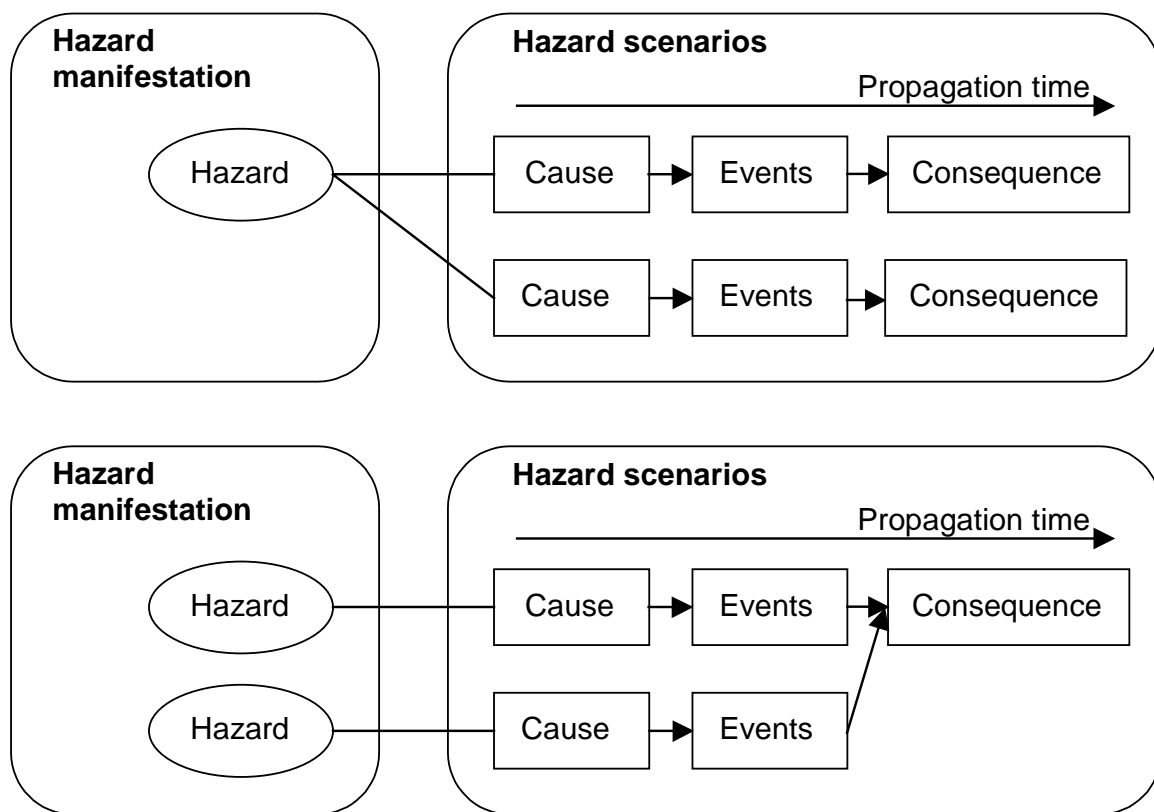 Hazard
manifestation
Hazard scenarios
Propagation time
Hazard
Cause
Events
Consequence
Cause
Events
Consequence
Hazard
manifestation
Hazard scenarios
Propagation time
Hazard
Cause
Events
Consequence
Hazard
Cause
Events